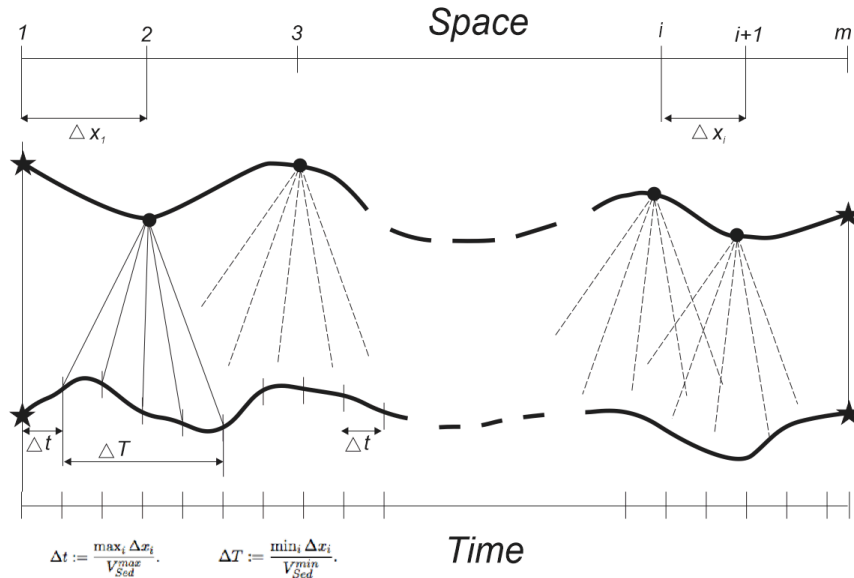 Space
1 2 3 i i+1 m
△ x₁ △ xᵢ
△ t △ T △ t
Δt := maxᵢ Δxᵢ / V_Sed^max. ΔT := minᵢ Δxᵢ / V_Sed^min.
Time